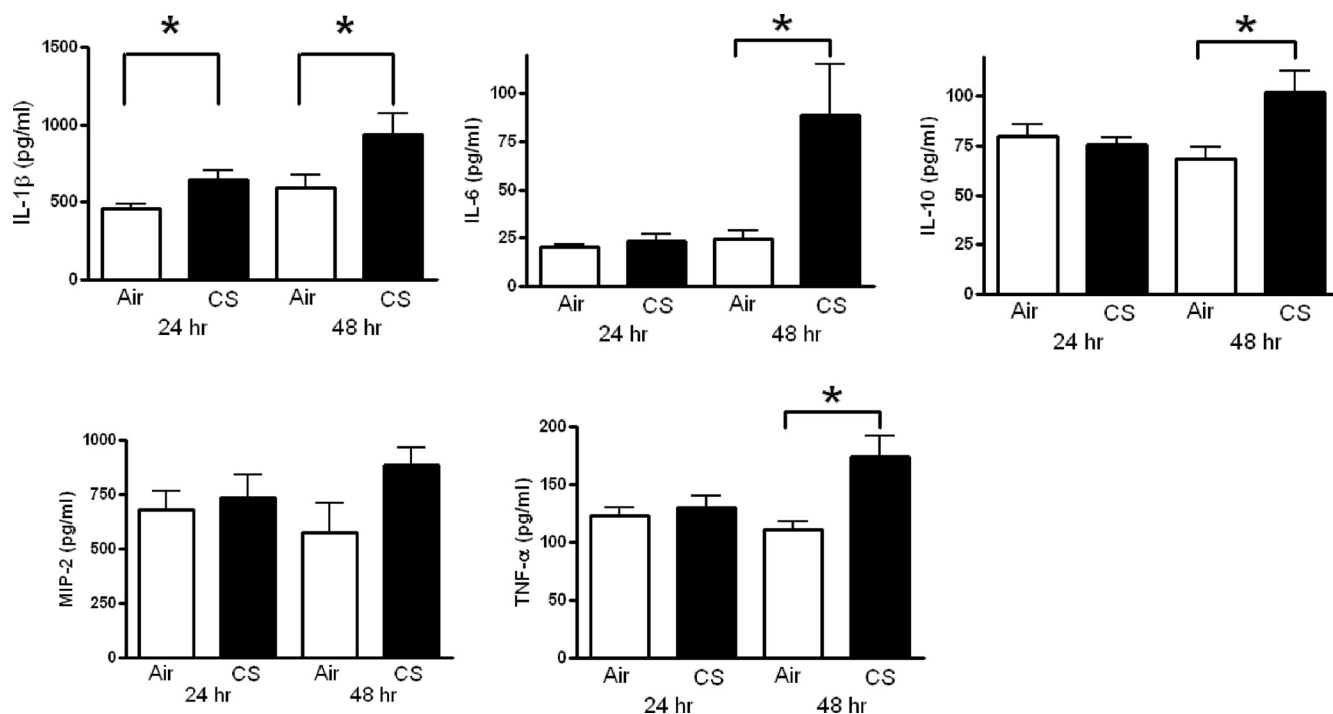 * *
1500
1000
500
0
IL-1β (pg/ml)
Air CS Air CS
24 hr 48 hr
*
100
75
50
25
0
IL-6 (pg/ml)
Air CS Air CS
24 hr 48 hr
*
100
75
50
25
0
IL-10 (pg/ml)
Air CS Air CS
24 hr 48 hr
1000
750
500
250
0
MIP-2 (pg/ml)
Air CS Air CS
24 hr 48 hr
*
200
150
100
50
0
TNF-α (pg/ml)
Air CS Air CS
24 hr 48 hr